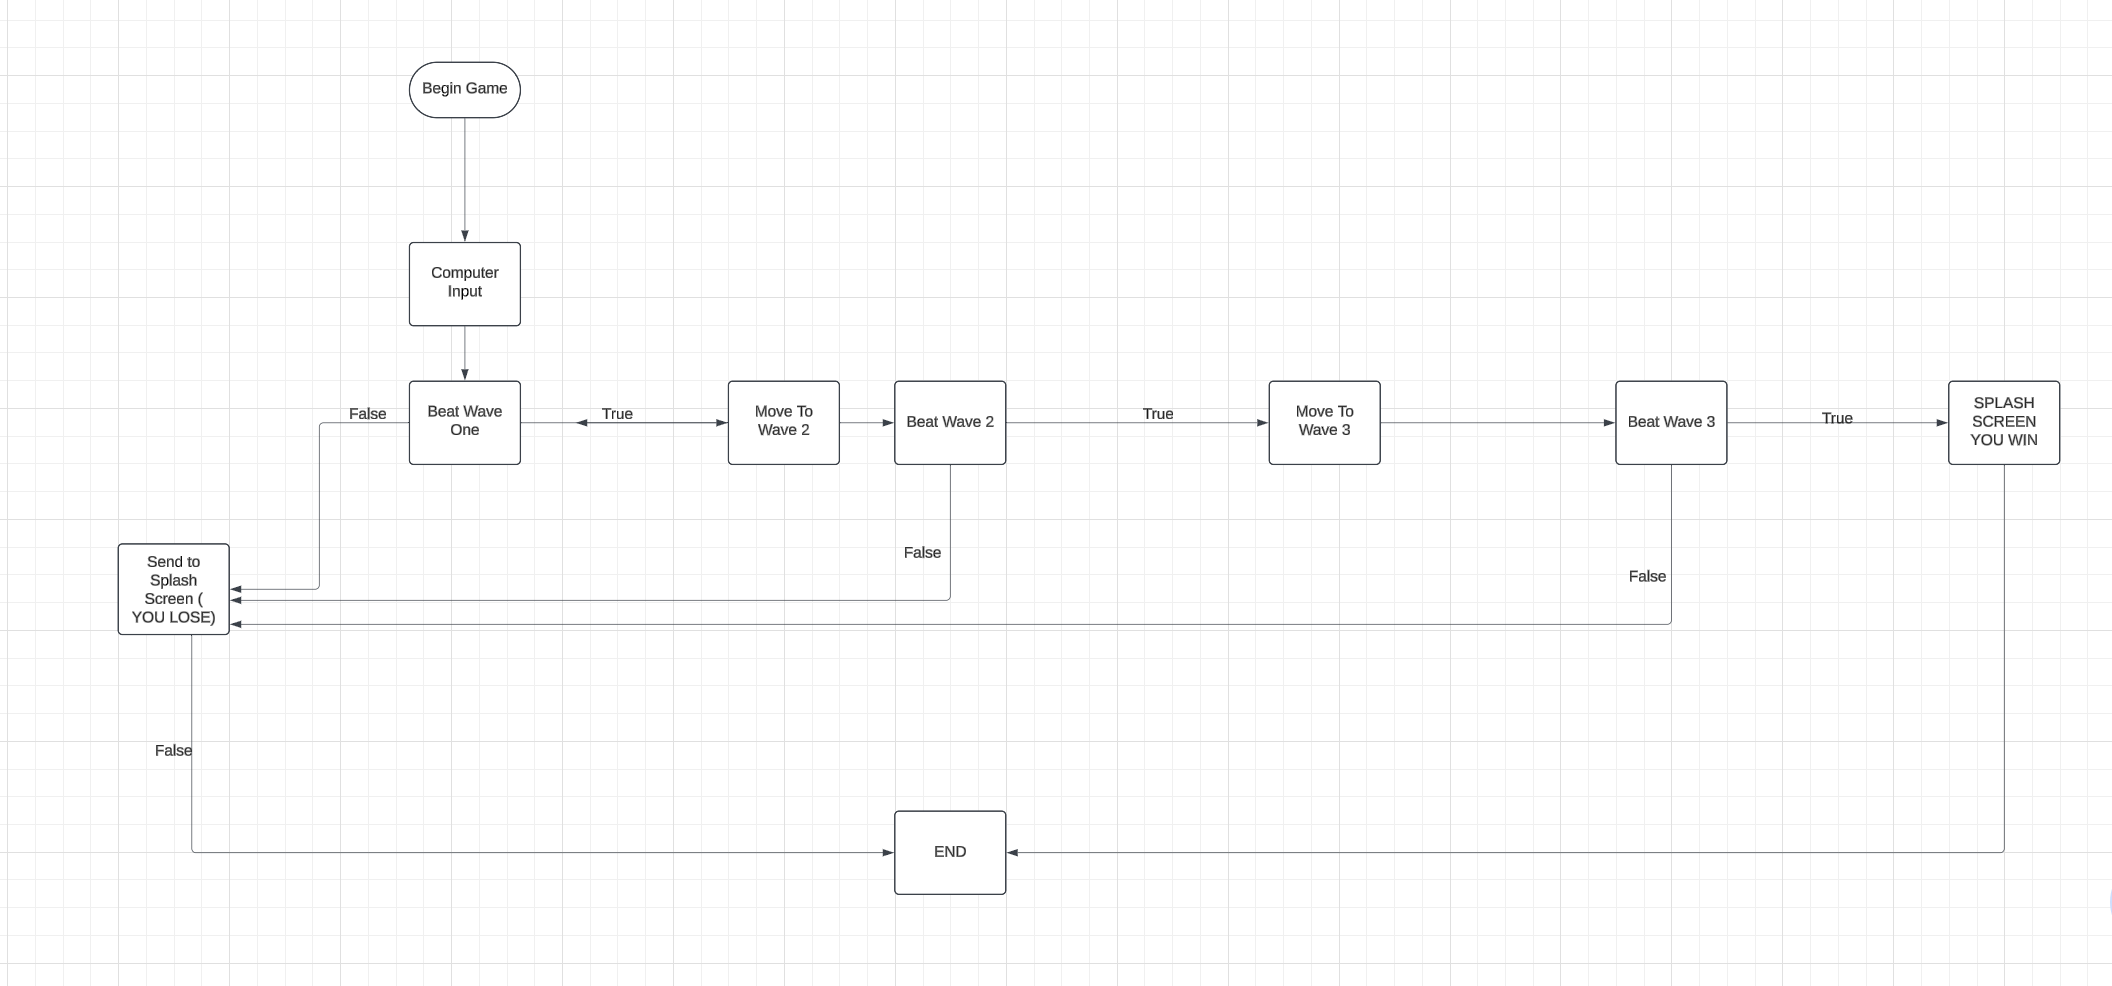 Begin Game
Computer
Input
False
Beat Wave
One
True
Move To
Wave 2
Beat Wave 2
True
Move To
Wave 3
Beat Wave 3
True
SPLASH
SCREEN
YOU WIN
False
False
Send to
Splash
Screen (
YOU LOSE)
False
END